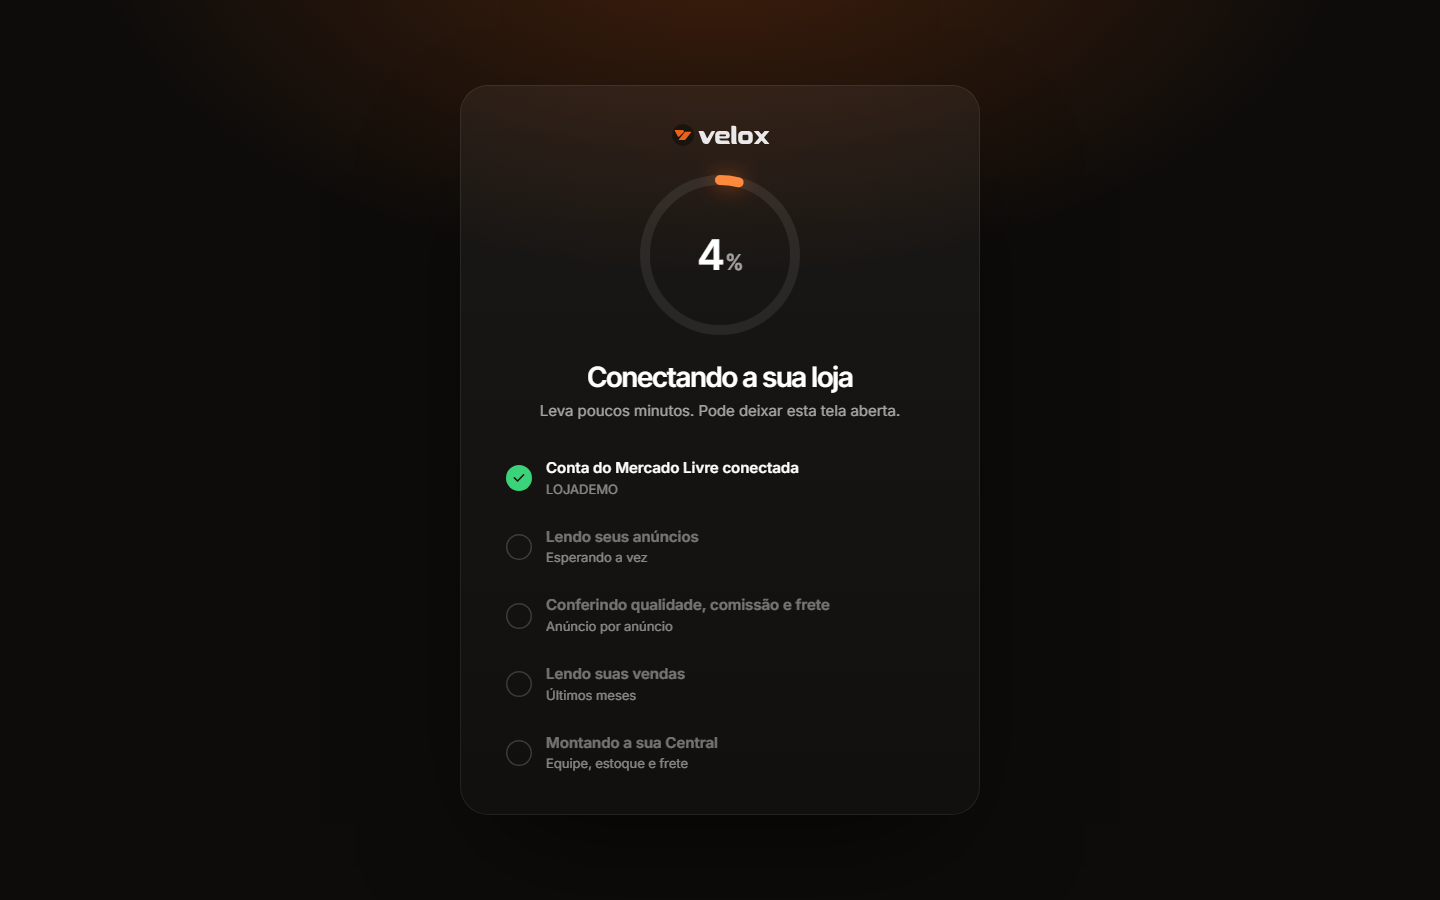 velox
4%
Conectando a sua loja
Leva poucos minutos. Pode deixar esta tela aberta.
Conta do Mercado Livre conectada
LOJADEMO
Lendo seus anúncios
Esperando a vez
Conferindo qualidade, comissão e frete
Anúncio por anúncio
Lendo suas vendas
Últimos meses
Montando a sua Central
Equipe, estoque e frete